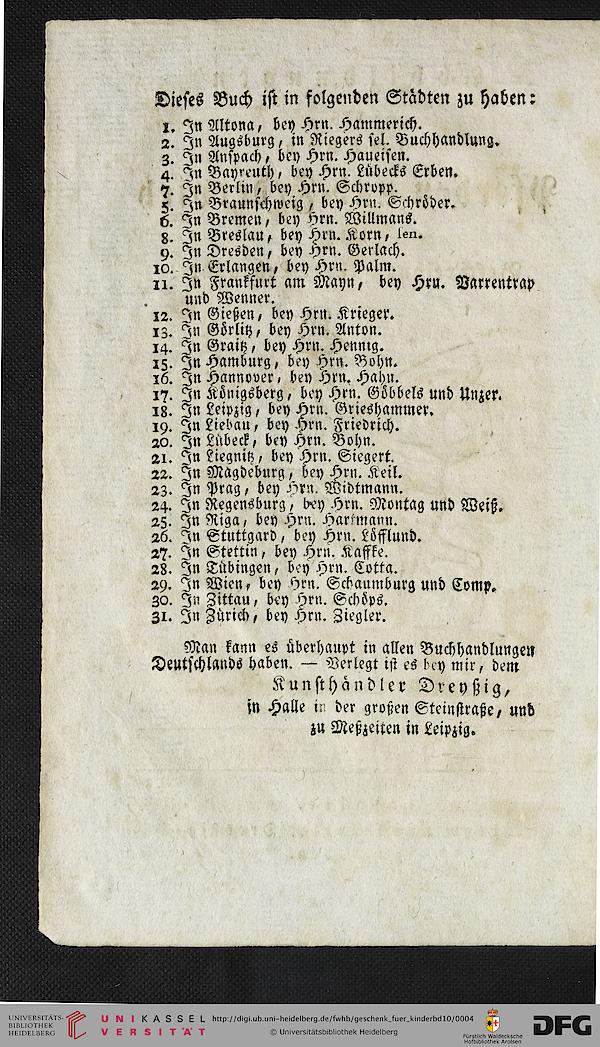 Dieses Buch ist in folgenden Städten zu haben:
1. In Altona, bey Hrn. Hammerich.
2. In Augsburg, in Riegers sel. Buchhandlung.
3. In Anspach, bey Hrn. Haueisen.
4. In Bayreuth, bey Hrn. Lübecks Erben.
7. In Berlin, bey Hrn. Schropp.
5. In Braunschweig, bey Hrn. Schröder.
6. In Bremen, bey Hrn. Willmans.
8. In Breslau, bey Hrn. Korn, sen.
9. In Dresden, bey Hrn. Gerlach.
10. In Erlangen, bey Hrn. Palm.
11. In Frankfurt am Mayn, bey Hrn. Varrentrap
und Wenner.
12. In Gießen, bey Hrn. Krieger.
13. In Görlitz, bey Hrn. Anton.
14. In Graitz, bey Hrn. Hennig.
15. In Hamburg, bey Hrn. Bohn.
16. In Hannover, bey Hrn. Hahn.
17. In Königsberg, bey Hrn. Göbbels und Unzer.
18. In Leipzig, bey Hrn. Grieshammer.
19. In Liebau, bey Hrn. Friedrich.
20. In Lübeck, bey Hrn. Bohn.
21. In Liegnitz, bey Hrn. Siegert.
22. In Magdeburg, bey Hrn. Keil.
23. In Prag, bey Hrn. Widtmann.
24. In Regensburg, bey Hrn. Montag und Weiß.
25. In Riga, bey Hrn. Hartmann.
26. In Stuttgard, bey Hrn. Löfflund.
27. In Stettin, bey Hrn. Kaffke.
28. In Tübingen, bey Hrn. Cotta.
29. In Wien, bey Hrn. Schaumburg und Comp.
30. In Zittau, bey Hrn. Schöps.
31. In Zürich, bey Hrn. Ziegler.
Man kann es überhaupt in allen Buchhandlungen
Deutschlands haben. — Verlegt ist es bey mir, dem
Kunsthändler Dreyßig,
in Halle in der großen Steinstraße, und
zu Meßzeiten in Leipzig.
UNIVERSITÄTS-
BIBLIOTHEK
HEIDELBERG
UNIKASSEL
VERSITÄT
http://digi.ub.uni-heidelberg.de/fwhb/geschenk_fuer_kinderbd10/0004
© Universitätsbibliothek Heidelberg
Fürstlich Waldecksche
Hofbibliothek Arolsen
DFG